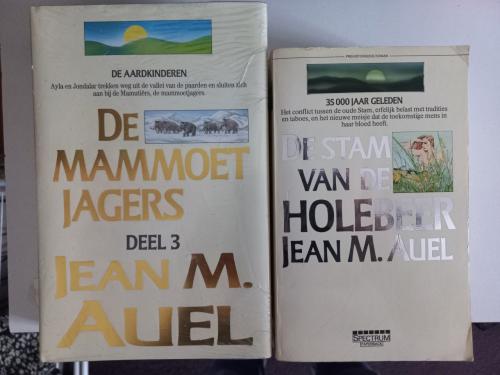 DE AARDKINDEREN
Ayla en Jondalar trekken weg uit de vallei van de paarden en sluiten zich
aan bij de Mamutiërs, de mammoetjagers.
DE
MAMMOET
JAGERS
DEEL 3
JEAN M.
AUEL
35 000 JAAR GELEDEN
Het conflict tussen de oude Stam, erfelijk belast met tradities
en taboes, en het nieuwe meisje dat de toekomstige mens in
haar bloed heeft.
DE STAM
VAN DE
HOLEBEER
JEAN M. AUEL
SPECTRUM
PAPERBACK